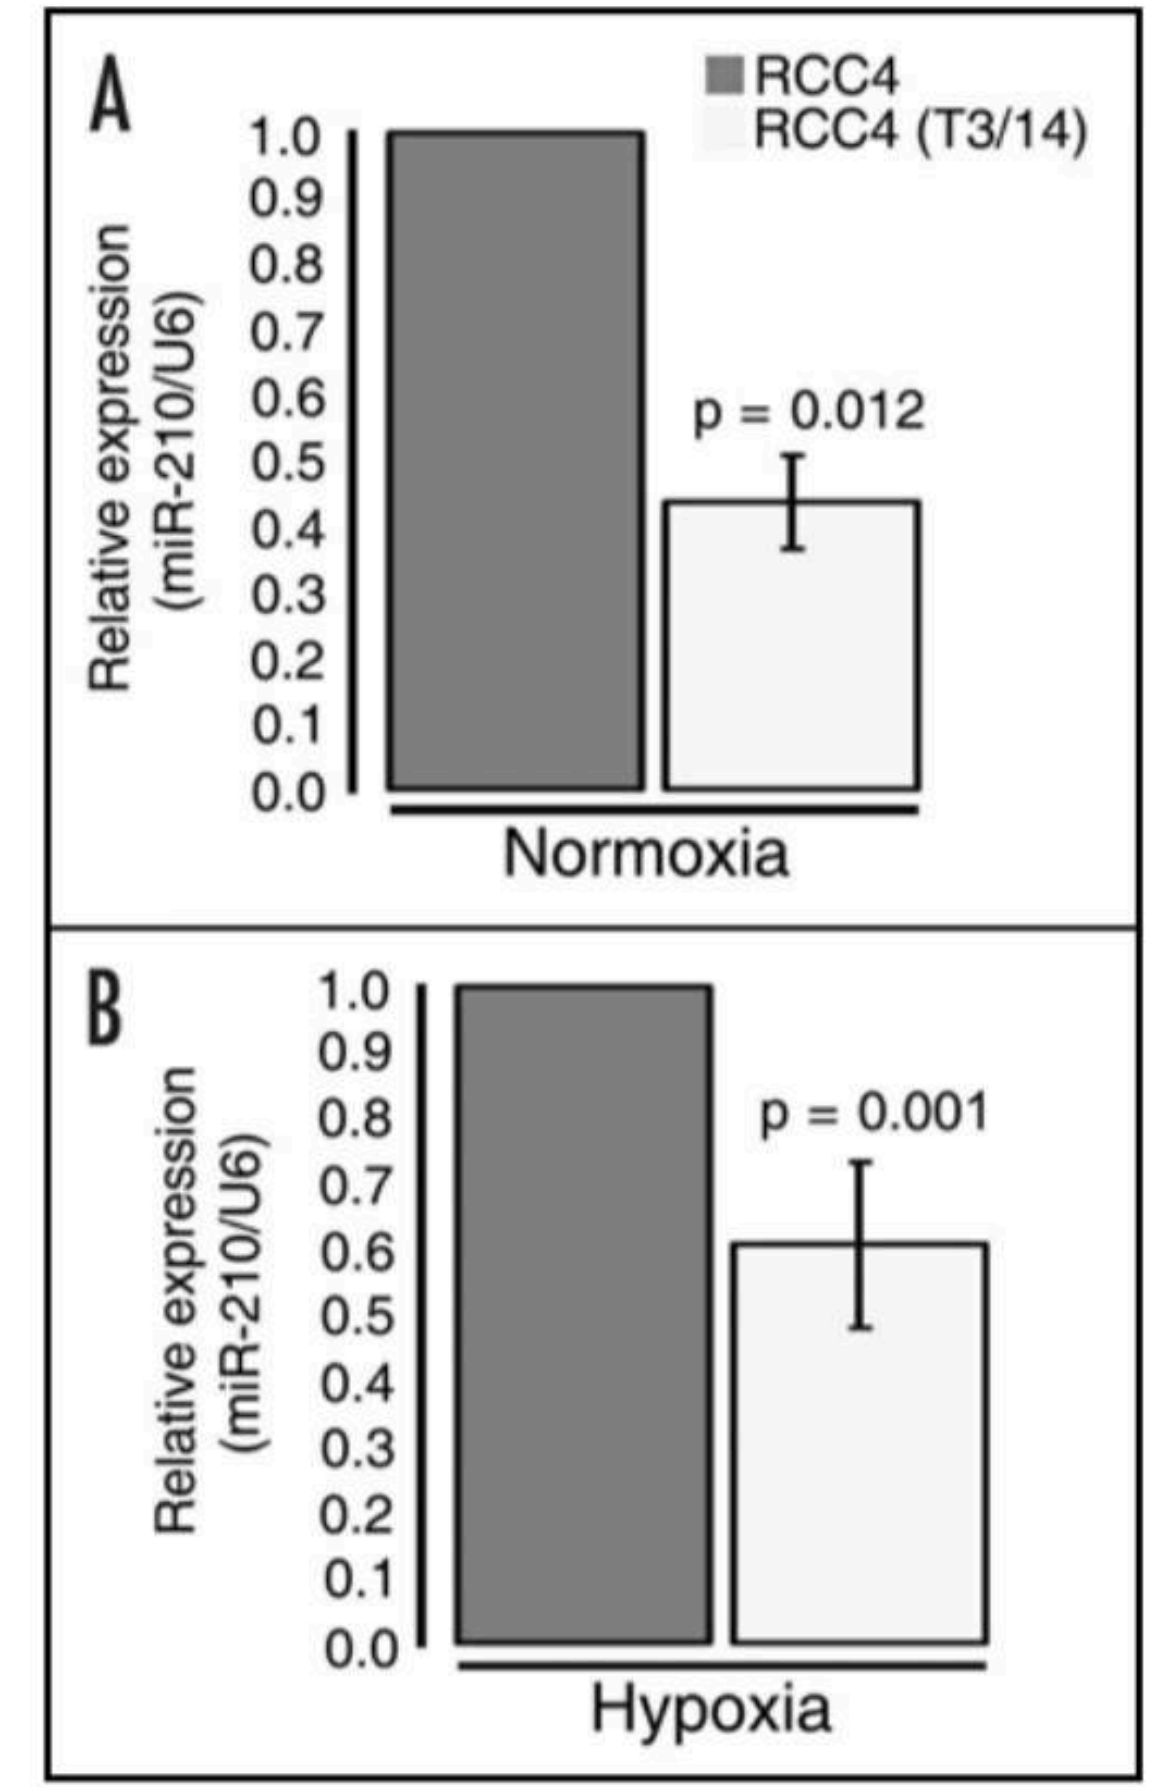 A
RCC4
RCC4 (T3/14)
Relative expression
(miR-210/U6)
1.0
0.9
0.8
0.7
0.6
0.5
0.4
0.3
0.2
0.1
0.0
p = 0.012
Normoxia
B
Relative expression
(miR-210/U6)
1.0
0.9
0.8
0.7
0.6
0.5
0.4
0.3
0.2
0.1
0.0
p = 0.001
Hypoxia